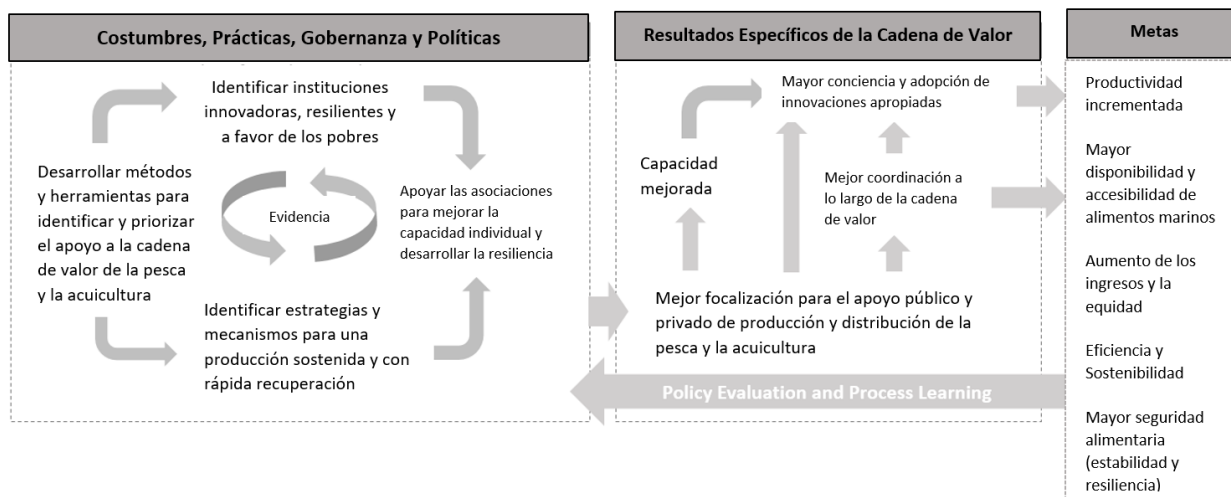 Costumbres, Prácticas, Gobernanza y Políticas
Identificar instituciones
innovadoras, resilientes y
a favor de los pobres
Desarrollar métodos
y herramientas para
identificar y priorizar
el apoyo a la cadena
de valor de la pesca
y la acuicultura
Evidencia
Apoyar las asociaciones
para mejorar la
capacidad individual y
desarrollar la resiliencia
Identificar estrategias y
mecanismos para una
producción sostenida y con
rápida recuperación
Resultados Específicos de la Cadena de Valor
Mayor conciencia y adopción de
innovaciones apropiadas
Capacidad
mejorada
Mejor coordinación a
lo largo de la cadena
de valor
Mejor focalización para el apoyo público y
privado de producción y distribución de la
pesca y la acuicultura
Policy Evaluation and Process Learning
Metas
Productividad
incrementada
Mayor
disponibilidad y
accesibilidad de
alimentos marinos
Aumento de los
ingresos y la
equidad
Eficiencia y
Sostenibilidad
Mayor seguridad
alimentaria
(estabilidad y
resiliencia)